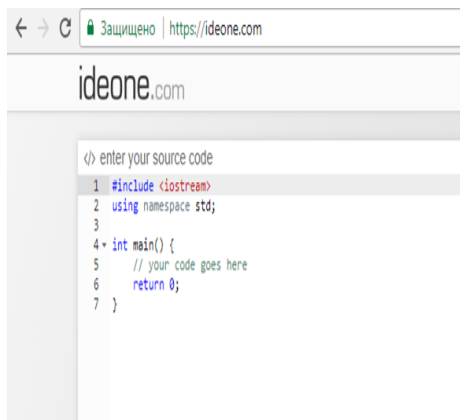 Защищено | https://ideone.com
ideone.com
</> enter your source code
1 #include <iostream>
2 using namespace std;
3
4 int main() {
5 // your code goes here
6 return 0;
7 }